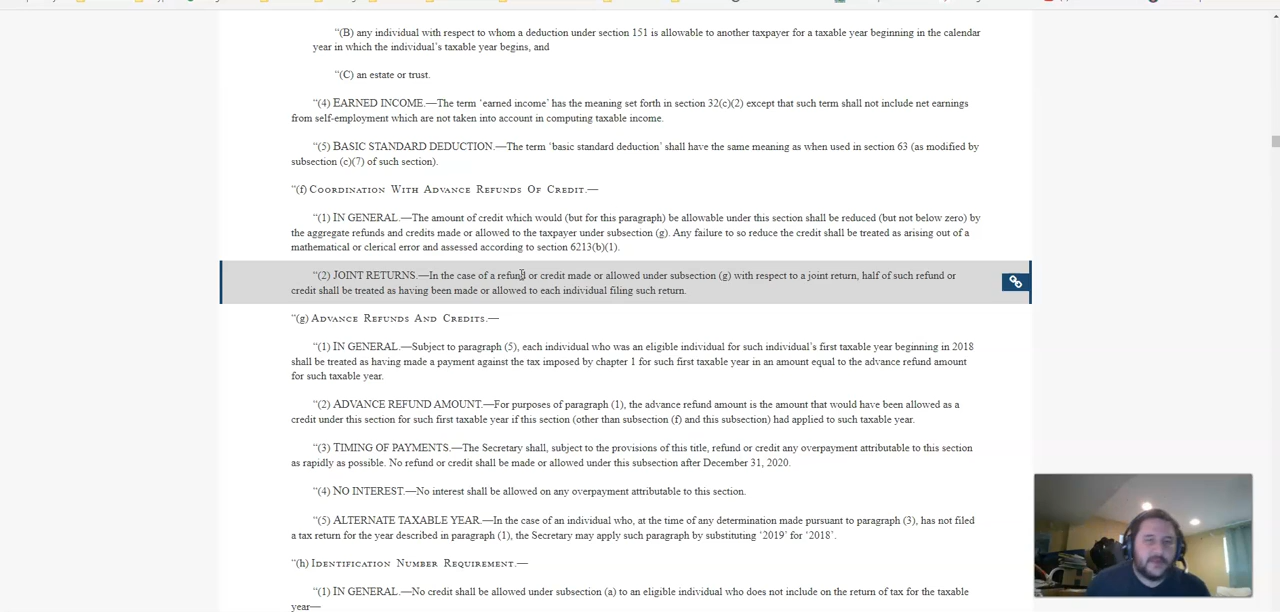 “(B) any individual with respect to whom a deduction under section 151 is allowable to another taxpayer for a taxable year beginning in the calendar
year in which the individual’s taxable year begins, and
“(C) an estate or trust.
“(4) EARNED INCOME.—The term ‘earned income’ has the meaning set forth in section 32(c)(2) except that such term shall not include net earnings
from self-employment which are not taken into account in computing taxable income.
“(5) BASIC STANDARD DEDUCTION.—The term ‘basic standard deduction’ shall have the same meaning as when used in section 63 (as modified by
subsection (c)(7) of such section).
“(f) COORDINATION WITH ADVANCE REFUNDS OF CREDIT.—
“(1) IN GENERAL.—The amount of credit which would (but for this paragraph) be allowable under this section shall be reduced (but not below zero) by
the aggregate refunds and credits made or allowed to the taxpayer under subsection (g). Any failure to so reduce the credit shall be treated as arising out of a
mathematical or clerical error and assessed according to section 6213(b)(1).
“(2) JOINT RETURNS.—In the case of a refund or credit made or allowed under subsection (g) with respect to a joint return, half of such refund or
credit shall be treated as having been made or allowed to each individual filing such return.
“(g) ADVANCE REFUNDS AND CREDITS.—
“(1) IN GENERAL.—Subject to paragraph (5), each individual who was an eligible individual for such individual’s first taxable year beginning in 2018
shall be treated as having made a payment against the tax imposed by chapter 1 for such first taxable year in an amount equal to the advance refund amount
for such taxable year.
“(2) ADVANCE REFUND AMOUNT.—For purposes of paragraph (1), the advance refund amount is the amount that would have been allowed as a
credit under this section for such first taxable year if this section (other than subsection (f) and this subsection) had applied to such taxable year.
“(3) TIMING OF PAYMENTS.—The Secretary shall, subject to the provisions of this title, refund or credit any overpayment attributable to this section
as rapidly as possible. No refund or credit shall be made or allowed under this subsection after December 31, 2020.
“(4) NO INTEREST.—No interest shall be allowed on any overpayment attributable to this section.
“(5) ALTERNATE TAXABLE YEAR.—In the case of an individual who, at the time of any determination made pursuant to paragraph (3), has not filed
a tax return for the year described in paragraph (1), the Secretary may apply such paragraph by substituting ‘2019’ for ‘2018’.
“(h) IDENTIFICATION NUMBER REQUIREMENT.—
“(1) IN GENERAL.—No credit shall be allowed under subsection (a) to an eligible individual who does not include on the return of tax for the taxable
year—